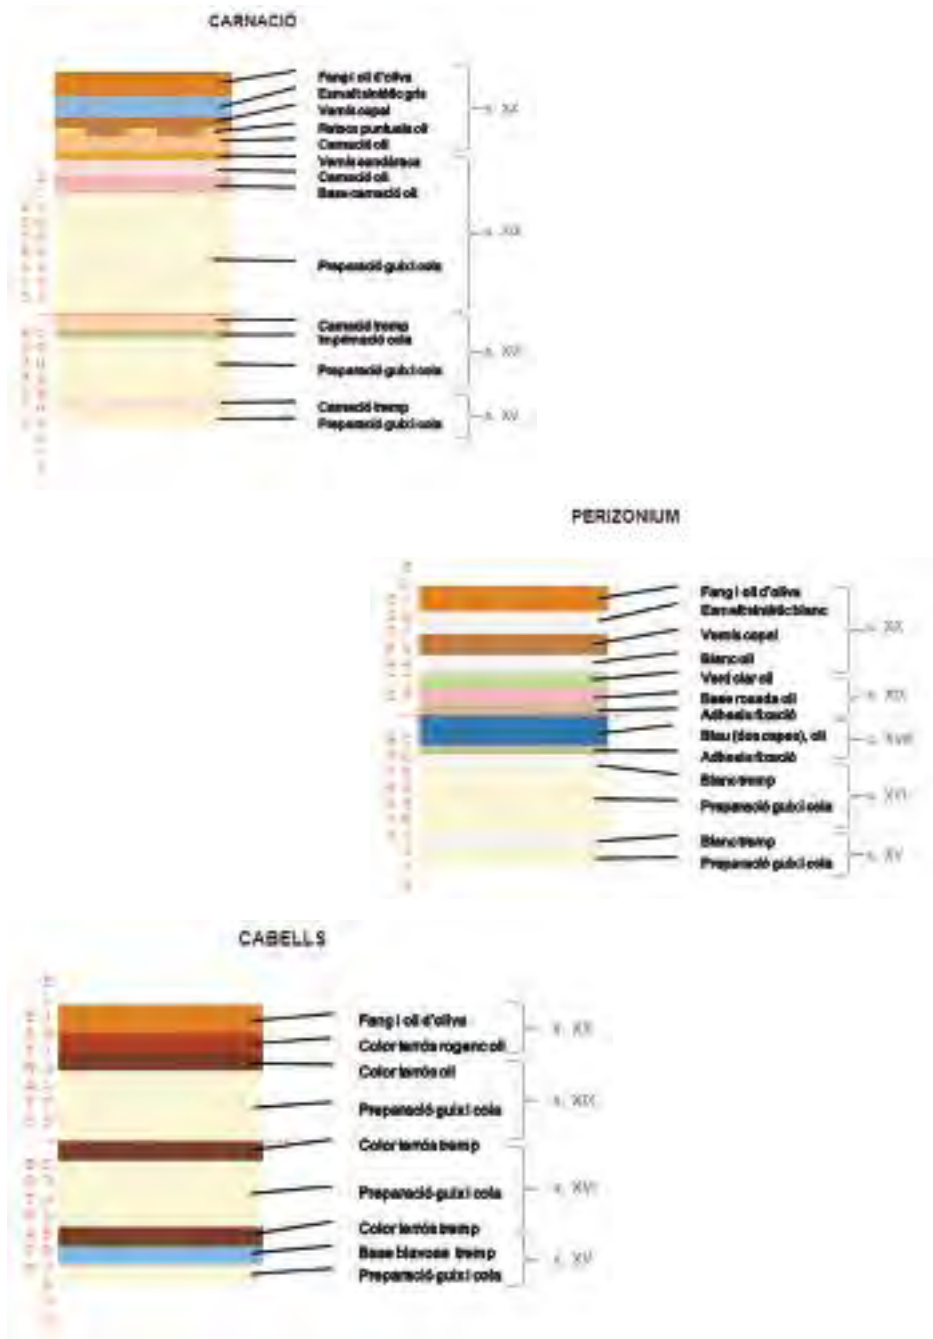 CARNACIÓ
Fang i oli d'oliva
Esmalt sintètic gris
Vernís copal
Retocs puntuals oli
Carnació oli
Vernís sandàraca
Carnació oli
Base carnació oli
Preparació guix i cola
Carnació tremp
Imprimació cola
Preparació guix i cola
Carnació tremp
Preparació guix i cola
s. XX
s. XIX
s. XVI
s. XV
PERIZONIUM
Fang i oli d'oliva
Esmalt sintètic blanc
Vernís copal
Blanc oli
Verd clar oli
Base rosada oli
Adhesiu fixació
Blau (dos capes), oli
Adhesiu fixació
Blanc tremp
Preparació guix i cola
Blanc tremp
Preparació guix i cola
s. XX
s. XIX
s. XVIII
s. XVI
s. XV
CABELLS
Fang i oli d'oliva
Color terrós rogenc oli
Color terrós oli
Preparació guix i cola
Color terrós tremp
Preparació guix i cola
Color terrós tremp
Base blavosa tremp
Preparació guix i cola
s. XX
s. XIX
s. XVI
s. XV